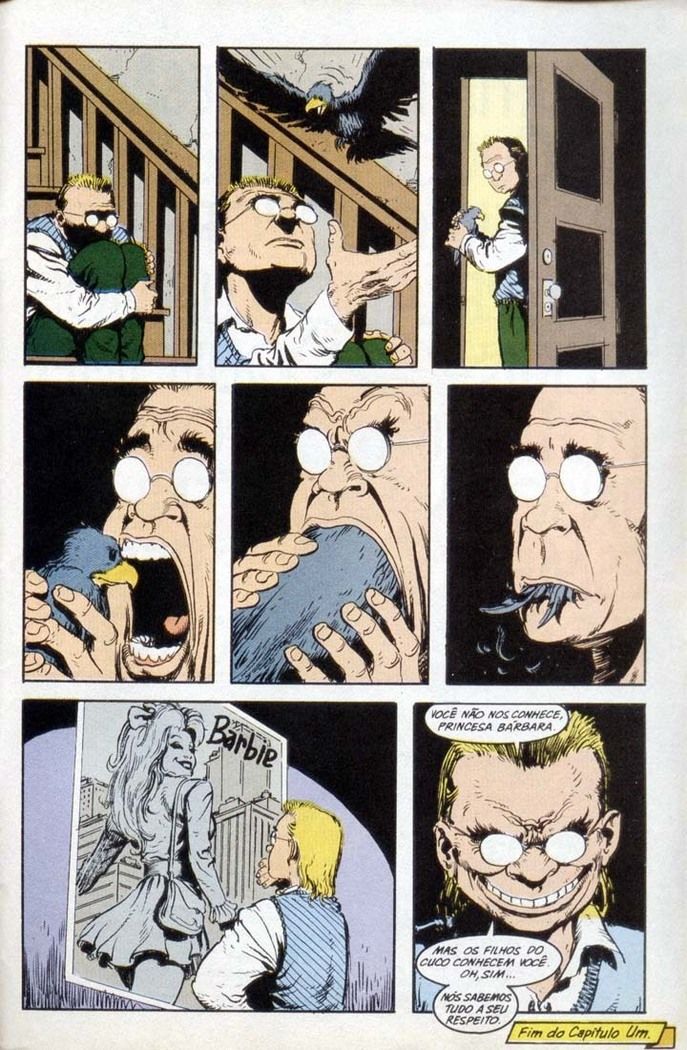 Barbie
VOCÊ NÃO NOS CONHECE,
PRINCESA BÁRBARA.
MAS OS FILHOS DO
CUCO CONHECEM VOCÊ.
OH, SIM...
NÓS SABEMOS
TUDO A SEU
RESPEITO.
Fim do Capítulo Um.